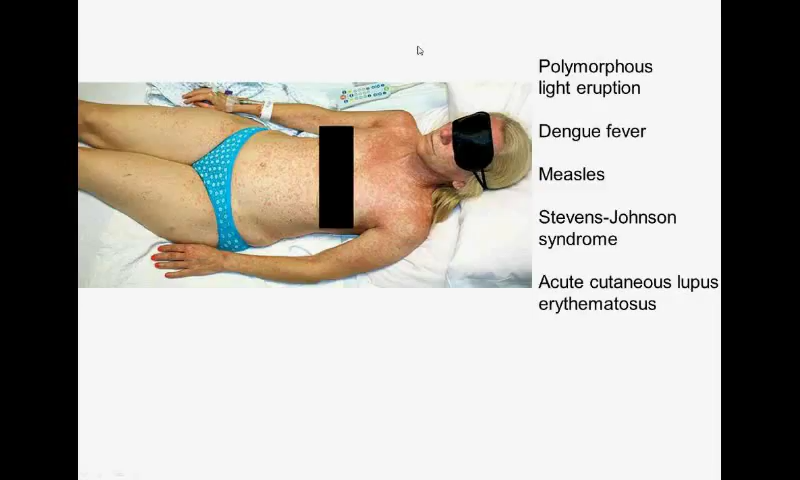 Polymorphous
light eruption
Dengue fever
Measles
Stevens-Johnson
syndrome
Acute cutaneous lupus
erythematosus